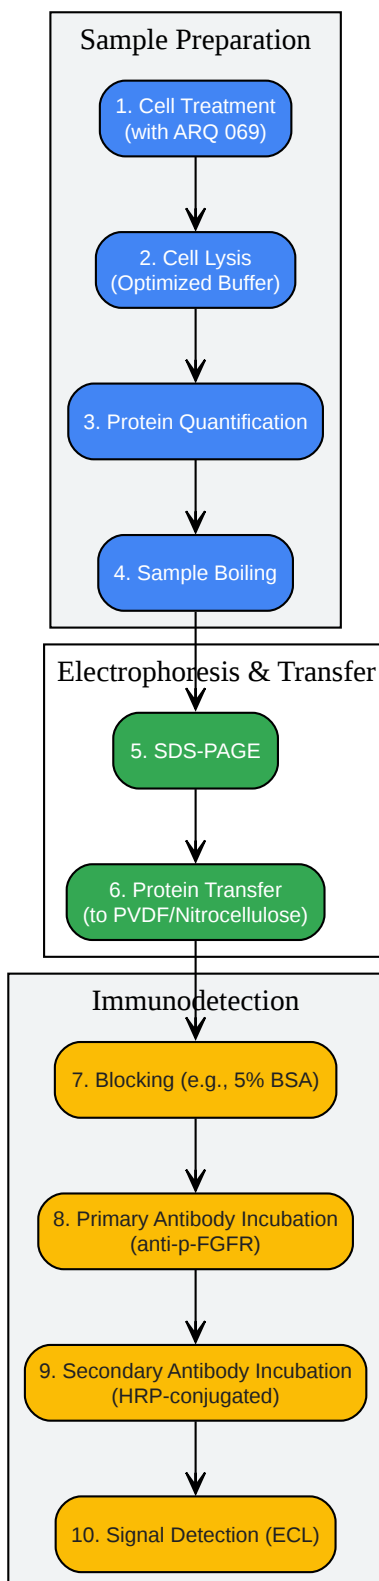 Sample Preparation
1. Cell Treatment
(with ARQ 069)
2. Cell Lysis
(Optimized Buffer)
3. Protein Quantification
4. Sample Boiling
Electrophoresis & Transfer
5. SDS-PAGE
6. Protein Transfer
(to PVDF/Nitrocellulose)
Immunodetection
7. Blocking (e.g., 5% BSA)
8. Primary Antibody Incubation
(anti-p-FGFR)
9. Secondary Antibody Incubation
(HRP-conjugated)
10. Signal Detection (ECL)